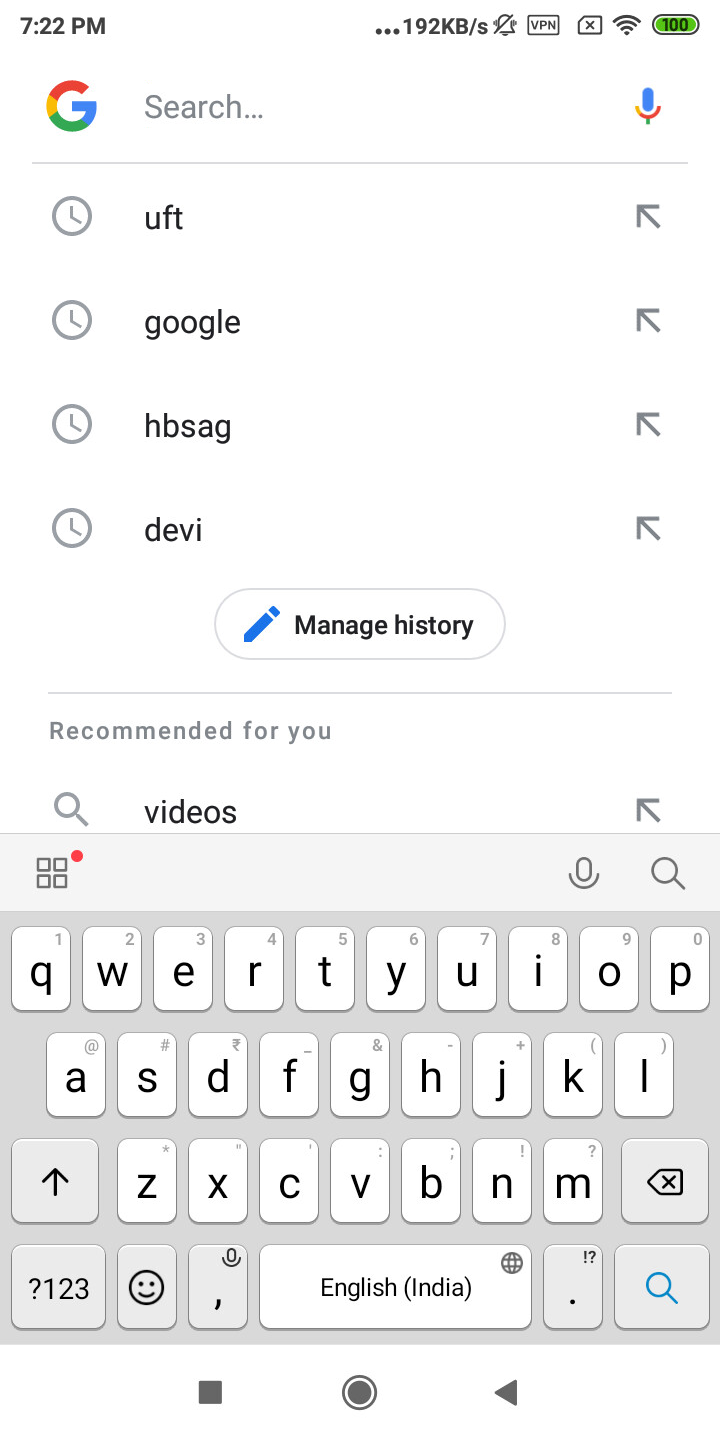 7:22 PM ...192KB/s VPN 100
Search...
uft
google
hbsag
devi
Manage history
Recommended for you
videos
1 2 3 4 5 6 7 8 9 0
q w e r t y u i o p
@ # ₹ _ & - + ( )
a s d f g h j k l
* " ' : ; ! ?
z x c v b n m
!?
?123 , English (India) .